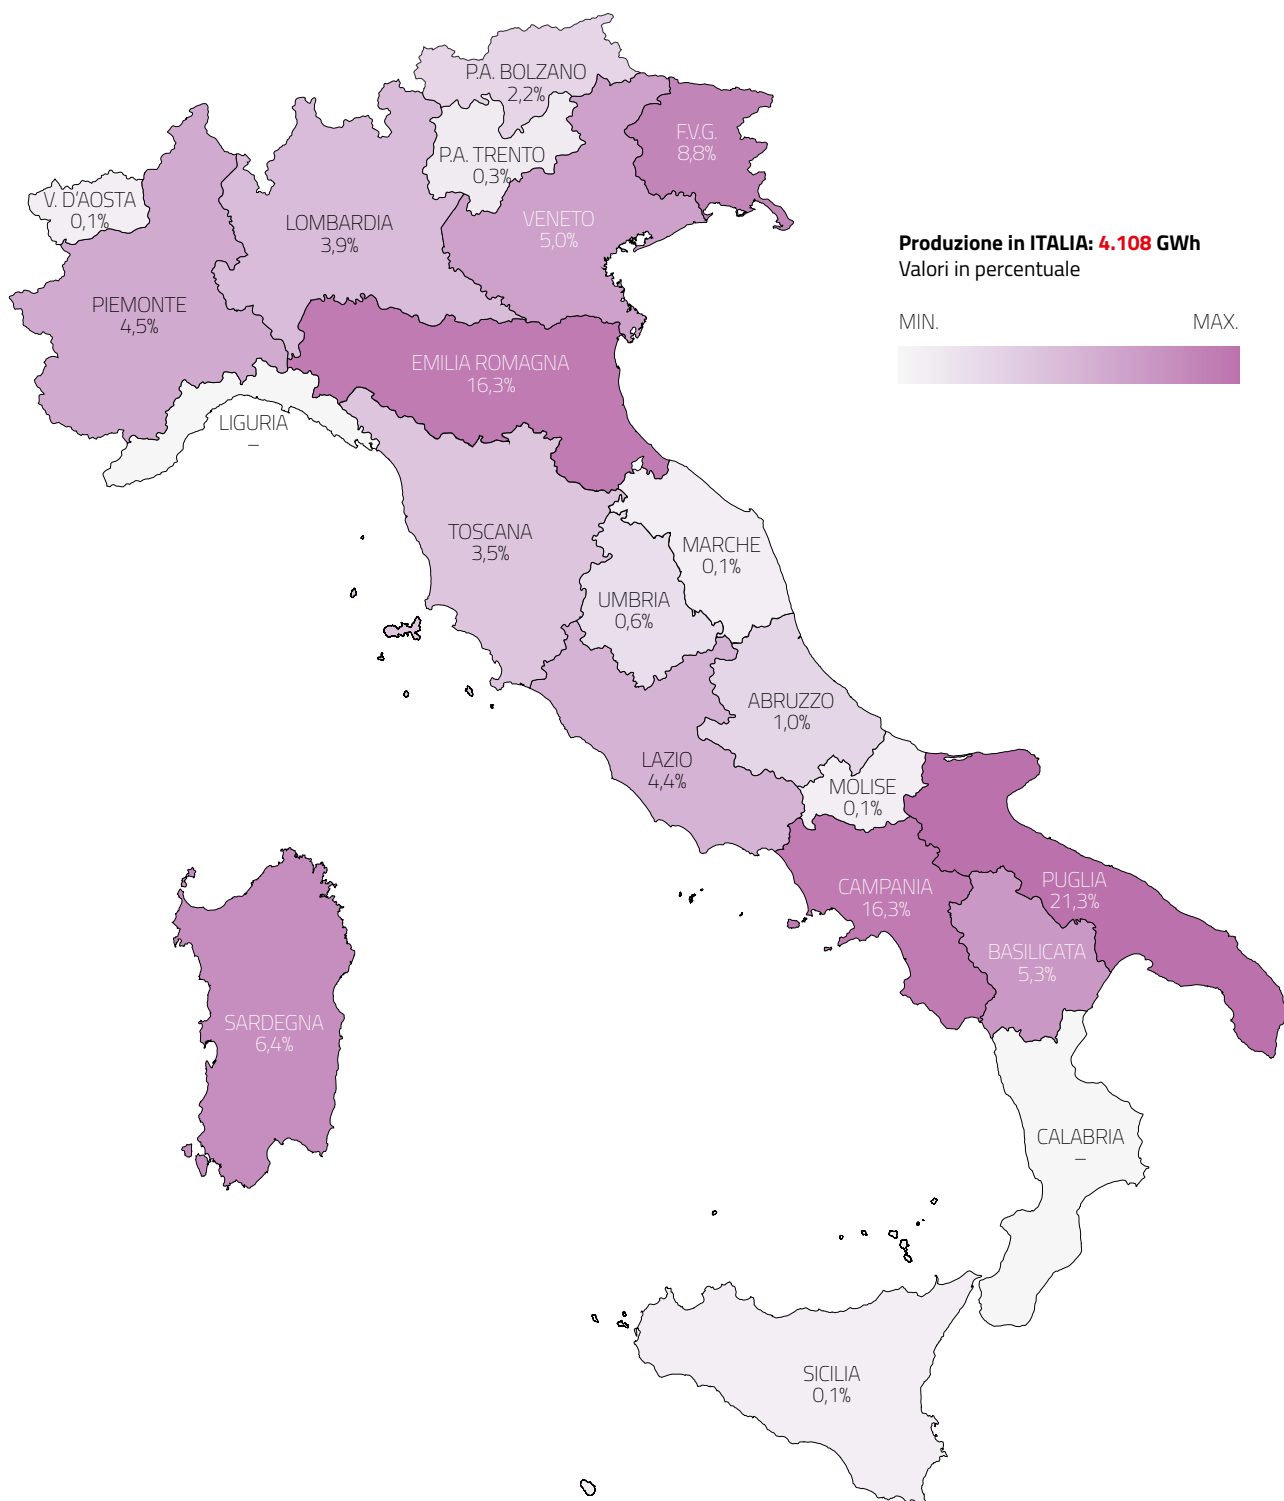 P.A. BOLZANO
2,2%
F.V.G.
8,8%
P.A. TRENTO
0,3%
V. D'AOSTA
0,1%
LOMBARDIA
3,9%
VENETO
5,0%
Produzione in ITALIA: 4.108 GWh
Valori in percentuale
MIN.
MAX.
PIEMONTE
4,5%
EMILIA ROMAGNA
16,3%
LIGURIA
–
TOSCANA
3,5%
MARCHE
0,1%
UMBRIA
0,6%
ABRUZZO
1,0%
LAZIO
4,4%
MOLISE
0,1%
CAMPANIA
16,3%
PUGLIA
21,3%
BASILICATA
5,3%
SARDEGNA
6,4%
CALABRIA
–
SICILIA
0,1%